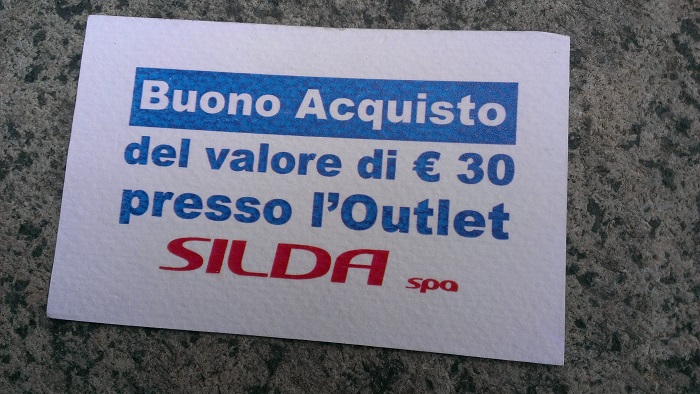 Buono Acquisto
del valore di € 30
presso l'Outlet
SILDA spa